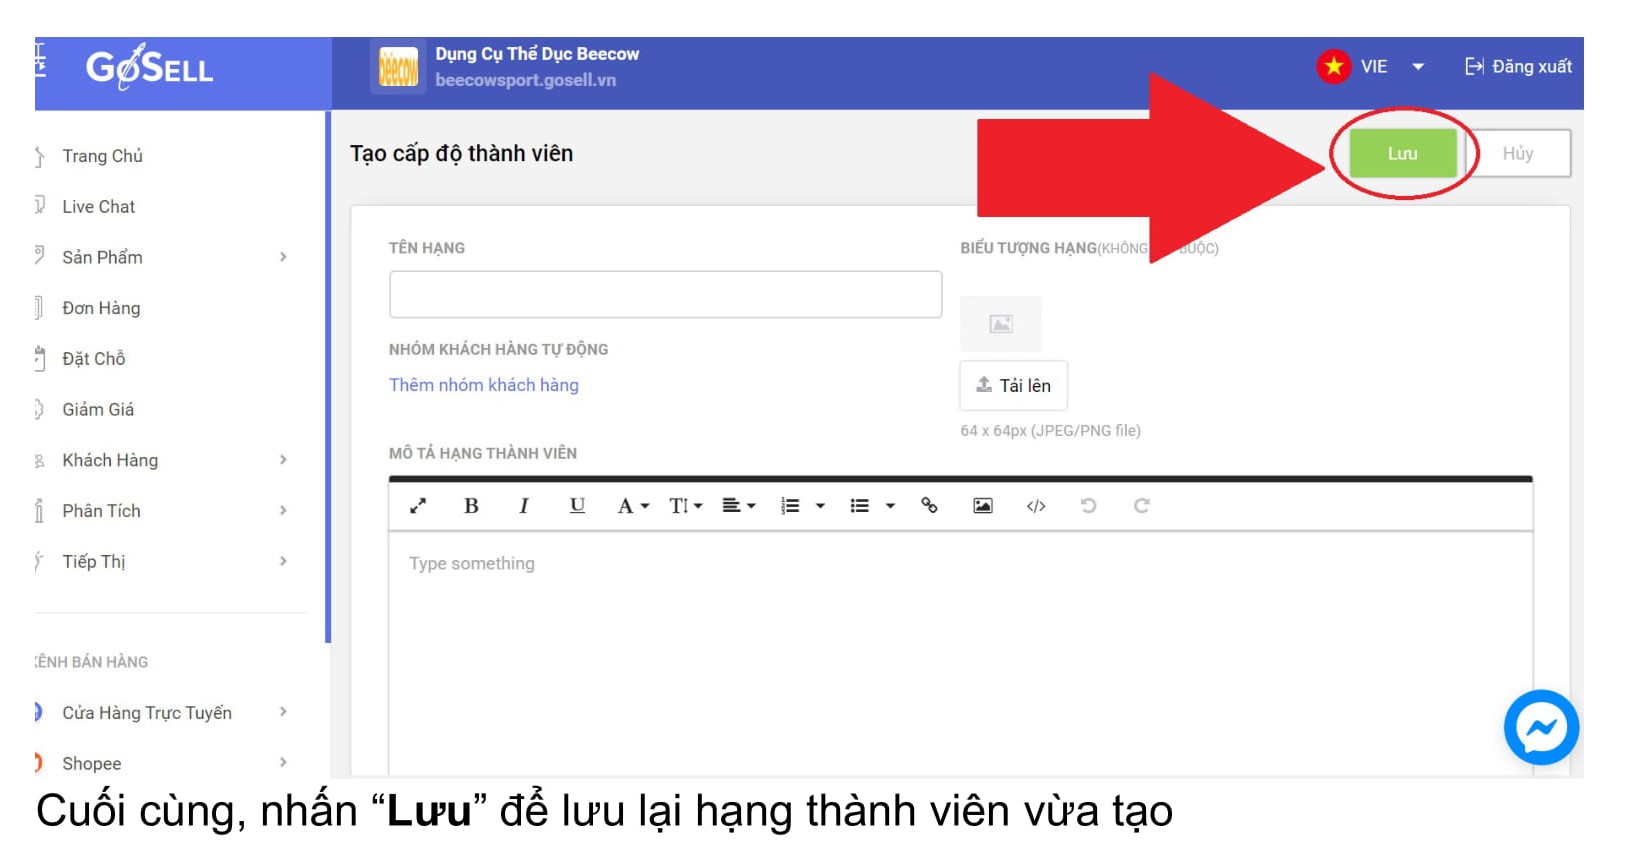 GoSELL
Dụng Cụ Thể Dục Beecow
beecowsport.gosell.vn
VIE
Đăng xuất
Trang Chủ
Live Chat
Sản Phẩm
Đơn Hàng
Đặt Chỗ
Giảm Giá
Khách Hàng
Phân Tích
Tiếp Thị
KÊNH BÁN HÀNG
Cửa Hàng Trực Tuyến
Shopee
Tạo cấp độ thành viên
Lưu
Hủy
TÊN HẠNG
NHÓM KHÁCH HÀNG TỰ ĐỘNG
Thêm nhóm khách hàng
BIỂU TƯỢNG HẠNG(KHÔNG BUỘC)
Tải lên
64 x 64px (JPEG/PNG file)
MÔ TẢ HẠNG THÀNH VIÊN
B I U A T
Type something
Cuối cùng, nhấn “Lưu” để lưu lại hạng thành viên vừa tạo